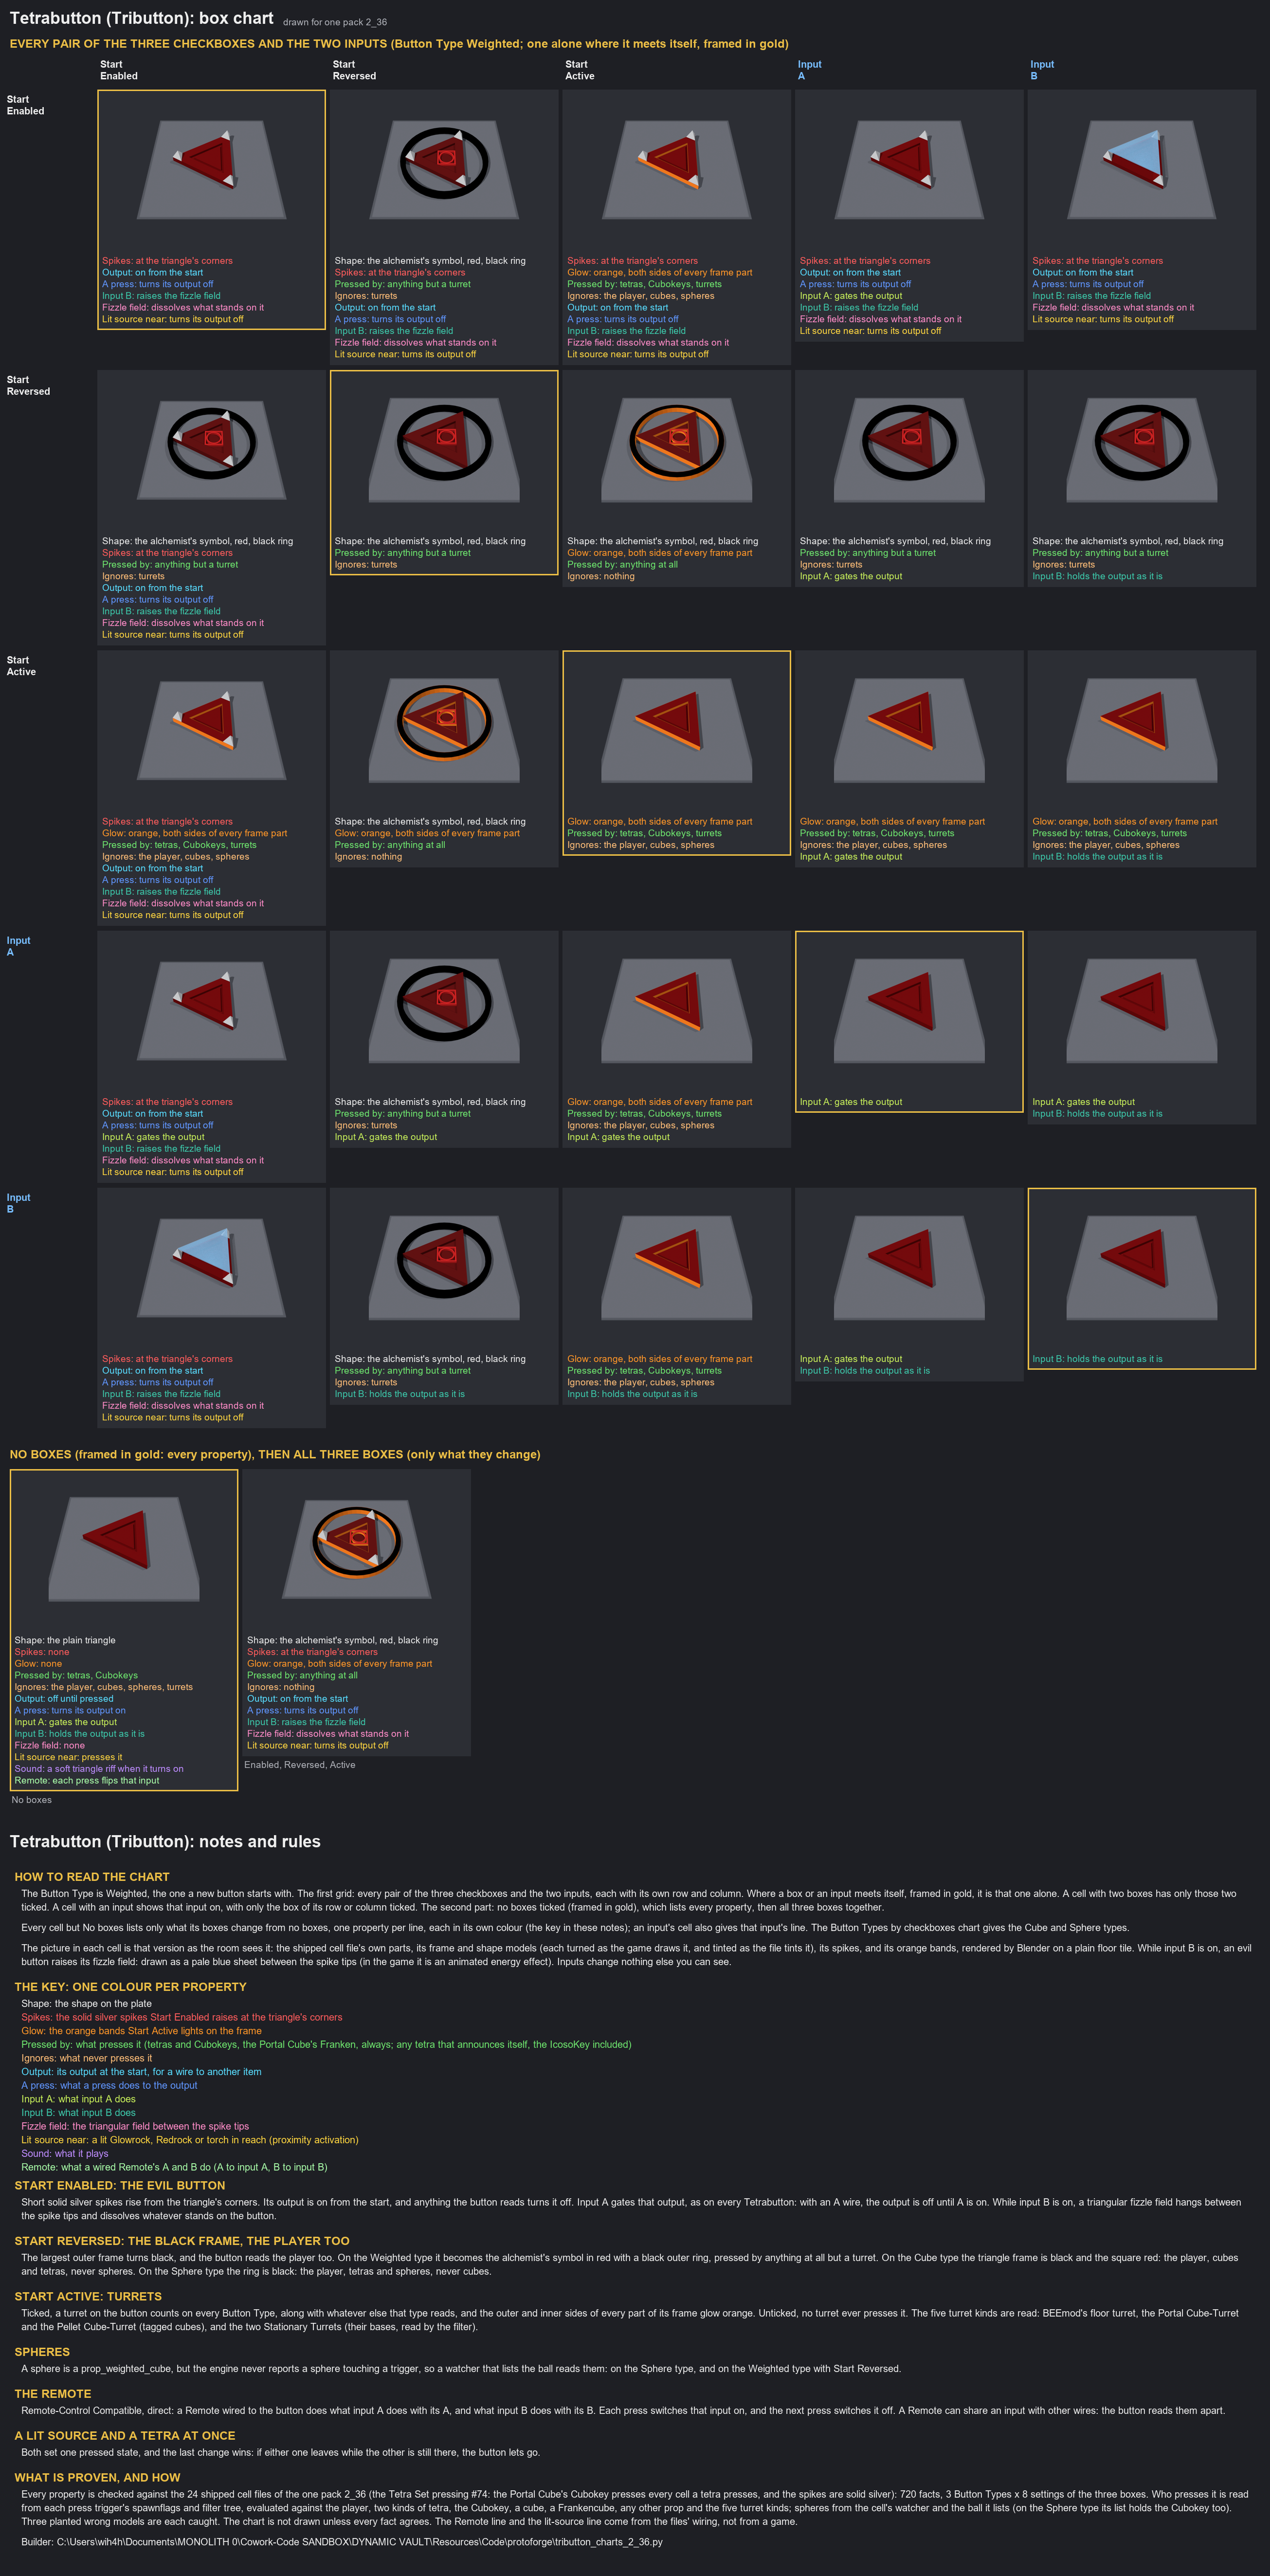 Tetrabutton (Tributton): box chart drawn for one pack 2_36
EVERY PAIR OF THE THREE CHECKBOXES AND THE TWO INPUTS (Button Type Weighted; one alone where it meets itself, framed in gold)
Start Enabled
Start Reversed
Start Active
Input A
Input B
Start Enabled
Spikes: at the triangle's corners
Output: on from the start
A press: turns its output off
Input B: raises the fizzle field
Fizzle field: dissolves what stands on it
Lit source near: turns its output off
Shape: the alchemist's symbol, red, black ring
Spikes: at the triangle's corners
Pressed by: anything but a turret
Ignores: turrets
Output: on from the start
A press: turns its output off
Input B: raises the fizzle field
Fizzle field: dissolves what stands on it
Lit source near: turns its output off
Spikes: at the triangle's corners
Glow: orange, both sides of every frame part
Pressed by: tetras, Cubokeys, turrets
Ignores: the player, cubes, spheres
Output: on from the start
A press: turns its output off
Input B: raises the fizzle field
Fizzle field: dissolves what stands on it
Lit source near: turns its output off
Spikes: at the triangle's corners
Output: on from the start
A press: turns its output off
Input A: gates the output
Input B: raises the fizzle field
Fizzle field: dissolves what stands on it
Lit source near: turns its output off
Spikes: at the triangle's corners
Output: on from the start
A press: turns its output off
Input B: raises the fizzle field
Fizzle field: dissolves what stands on it
Lit source near: turns its output off
Start Reversed
Shape: the alchemist's symbol, red, black ring
Spikes: at the triangle's corners
Pressed by: anything but a turret
Ignores: turrets
Output: on from the start
A press: turns its output off
Input B: raises the fizzle field
Fizzle field: dissolves what stands on it
Lit source near: turns its output off
Shape: the alchemist's symbol, red, black ring
Pressed by: anything but a turret
Ignores: turrets
Shape: the alchemist's symbol, red, black ring
Glow: orange, both sides of every frame part
Pressed by: anything at all
Ignores: nothing
Shape: the alchemist's symbol, red, black ring
Pressed by: anything but a turret
Ignores: turrets
Input A: gates the output
Shape: the alchemist's symbol, red, black ring
Pressed by: anything but a turret
Ignores: turrets
Input B: holds the output as it is
Start Active
Spikes: at the triangle's corners
Glow: orange, both sides of every frame part
Pressed by: tetras, Cubokeys, turrets
Ignores: the player, cubes, spheres
Output: on from the start
A press: turns its output off
Input B: raises the fizzle field
Fizzle field: dissolves what stands on it
Lit source near: turns its output off
Shape: the alchemist's symbol, red, black ring
Glow: orange, both sides of every frame part
Pressed by: anything at all
Ignores: nothing
Glow: orange, both sides of every frame part
Pressed by: tetras, Cubokeys, turrets
Ignores: the player, cubes, spheres
Glow: orange, both sides of every frame part
Pressed by: tetras, Cubokeys, turrets
Ignores: the player, cubes, spheres
Input A: gates the output
Glow: orange, both sides of every frame part
Pressed by: tetras, Cubokeys, turrets
Ignores: the player, cubes, spheres
Input B: holds the output as it is
Input A
Spikes: at the triangle's corners
Output: on from the start
A press: turns its output off
Input A: gates the output
Input B: raises the fizzle field
Fizzle field: dissolves what stands on it
Lit source near: turns its output off
Shape: the alchemist's symbol, red, black ring
Pressed by: anything but a turret
Ignores: turrets
Input A: gates the output
Glow: orange, both sides of every frame part
Pressed by: tetras, Cubokeys, turrets
Ignores: the player, cubes, spheres
Input A: gates the output
Input A: gates the output
Input A: gates the output
Input B: holds the output as it is
Input B
Spikes: at the triangle's corners
Output: on from the start
A press: turns its output off
Input B: raises the fizzle field
Fizzle field: dissolves what stands on it
Lit source near: turns its output off
Shape: the alchemist's symbol, red, black ring
Pressed by: anything but a turret
Ignores: turrets
Input B: holds the output as it is
Glow: orange, both sides of every frame part
Pressed by: tetras, Cubokeys, turrets
Ignores: the player, cubes, spheres
Input B: holds the output as it is
Input A: gates the output
Input B: holds the output as it is
Input B: holds the output as it is
NO BOXES (framed in gold: every property), THEN ALL THREE BOXES (only what they change)
Shape: the plain triangle
Spikes: none
Glow: none
Pressed by: tetras, Cubokeys
Ignores: the player, cubes, spheres, turrets
Output: off until pressed
A press: turns its output on
Input A: gates the output
Input B: holds the output as it is
Fizzle field: none
Lit source near: presses it
Sound: a soft triangle riff when it turns on
Remote: each press flips that input
No boxes
Shape: the alchemist's symbol, red, black ring
Spikes: at the triangle's corners
Glow: orange, both sides of every frame part
Pressed by: anything at all
Ignores: nothing
Output: on from the start
A press: turns its output off
Input B: raises the fizzle field
Fizzle field: dissolves what stands on it
Lit source near: turns its output off
Enabled, Reversed, Active
Tetrabutton (Tributton): notes and rules
HOW TO READ THE CHART
The Button Type is Weighted, the one a new button starts with. The first grid: every pair of the three checkboxes and the two inputs, each with its own row and column. Where a box or an input meets itself, framed in gold, it is that one alone. A cell with two boxes has only those two
ticked. A cell with an input shows that input on, with only the box of its row or column ticked. The second part: no boxes ticked (framed in gold), which lists every property, then all three boxes together.
Every cell but No boxes lists only what its boxes change from no boxes, one property per line, each in its own colour (the key in these notes); an input's cell also gives that input's line. The Button Types by checkboxes chart gives the Cube and Sphere types.
The picture in each cell is that version as the room sees it: the shipped cell file's own parts, its frame and shape models (each turned as the game draws it, and tinted as the file tints it), its spikes, and its orange bands, rendered by Blender on a plain floor tile. While input B is on, an evil
button raises its fizzle field: drawn as a pale blue sheet between the spike tips (in the game it is an animated energy effect). Inputs change nothing else you can see.
THE KEY: ONE COLOUR PER PROPERTY
Shape: the shape on the plate
Spikes: the solid silver spikes Start Enabled raises at the triangle's corners
Glow: the orange bands Start Active lights on the frame
Pressed by: what presses it (tetras and Cubokeys, the Portal Cube's Franken, always; any tetra that announces itself, the IcosoKey included)
Ignores: what never presses it
Output: its output at the start, for a wire to another item
A press: what a press does to the output
Input A: what input A does
Input B: what input B does
Fizzle field: the triangular field between the spike tips
Lit source near: a lit Glowrock, Redrock or torch in reach (proximity activation)
Sound: what it plays
Remote: what a wired Remote's A and B do (A to input A, B to input B)
START ENABLED: THE EVIL BUTTON
Short solid silver spikes rise from the triangle's corners. Its output is on from the start, and anything the button reads turns it off. Input A gates that output, as on every Tetrabutton: with an A wire, the output is off until A is on. While input B is on, a triangular fizzle field hangs between
the spike tips and dissolves whatever stands on the button.
START REVERSED: THE BLACK FRAME, THE PLAYER TOO
The largest outer frame turns black, and the button reads the player too. On the Weighted type it becomes the alchemist's symbol in red with a black outer ring, pressed by anything at all but a turret. On the Cube type the triangle frame is black and the square red: the player, cubes
and tetras, never spheres. On the Sphere type the ring is black: the player, tetras and spheres, never cubes.
START ACTIVE: TURRETS
Ticked, a turret on the button counts on every Button Type, along with whatever else that type reads, and the outer and inner sides of every part of its frame glow orange. Unticked, no turret ever presses it. The five turret kinds are read: BEEmod's floor turret, the Portal Cube-Turret
and the Pellet Cube-Turret (tagged cubes), and the two Stationary Turrets (their bases, read by the filter).
SPHERES
A sphere is a prop_weighted_cube, but the engine never reports a sphere touching a trigger, so a watcher that lists the ball reads them: on the Sphere type, and on the Weighted type with Start Reversed.
THE REMOTE
Remote-Control Compatible, direct: a Remote wired to the button does what input A does with its A, and what input B does with its B. Each press switches that input on, and the next press switches it off. A Remote can share an input with other wires: the button reads them apart.
A LIT SOURCE AND A TETRA AT ONCE
Both set one pressed state, and the last change wins: if either one leaves while the other is still there, the button lets go.
WHAT IS PROVEN, AND HOW
Every property is checked against the 24 shipped cell files of the one pack 2_36 (the Tetra Set pressing #74: the Portal Cube's Cubokey presses every cell a tetra presses, and the spikes are solid silver): 720 facts, 3 Button Types x 8 settings of the three boxes. Who presses it is read
from each press trigger's spawnflags and filter tree, evaluated against the player, two kinds of tetra, the Cubokey, a cube, a Frankencube, any other prop and the five turret kinds; spheres from the cell's watcher and the ball it lists (on the Sphere type its list holds the Cubokey too).
Three planted wrong models are each caught. The chart is not drawn unless every fact agrees. The Remote line and the lit-source line come from the files' wiring, not from a game.
Builder: C:\Users\wih4h\Documents\MONOLITH 0\Cowork-Code SANDBOX\DYNAMIC VAULT\Resources\Code\protoforge\tributton_charts_2_36.py